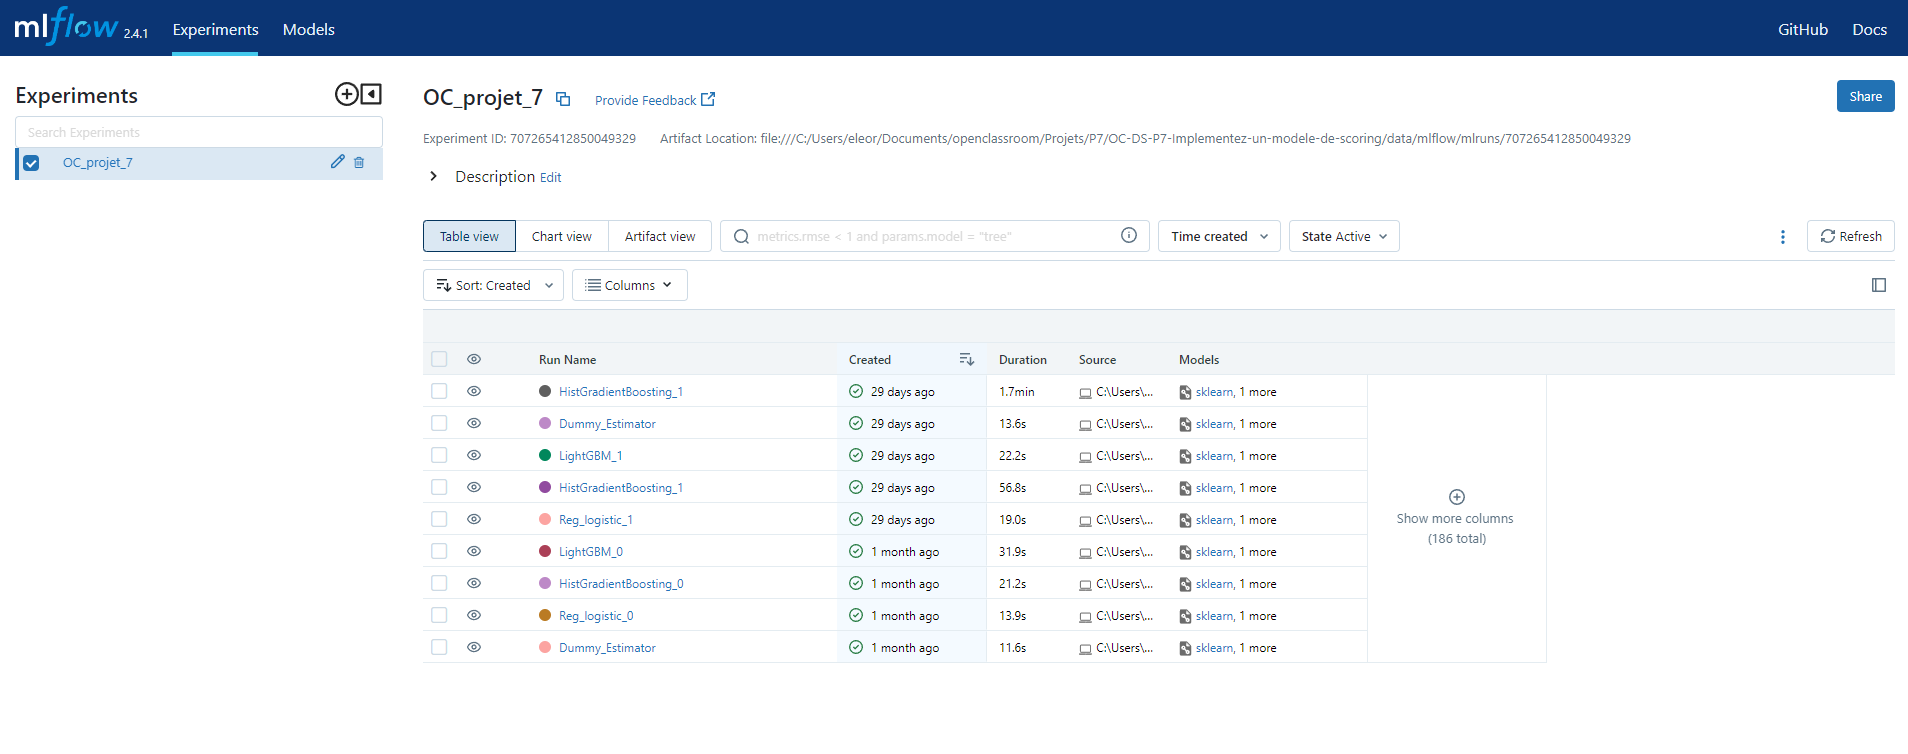 mlflow 2.4.1 Experiments Models GitHub Docs
Experiments
Search Experiments
OC_projet_7
OC_projet_7 Provide Feedback Share
Experiment ID: 707265412850049329 Artifact Location: file:///C:/Users/eleor/Documents/openclassroom/Projets/P7/OC-DS-P7-Implementez-un-modele-de-scoring/data/mlflow/mlruns/707265412850049329
Description Edit
Table view Chart view Artifact view metrics.rmse < 1 and params.model = "tree" Time created State Active Refresh
Sort: Created Columns
Run Name Created Duration Source Models
HistGradientBoosting_1 29 days ago 1.7min C:\Users\... sklearn, 1 more
Dummy_Estimator 29 days ago 13.6s C:\Users\... sklearn, 1 more
LightGBM_1 29 days ago 22.2s C:\Users\... sklearn, 1 more
HistGradientBoosting_1 29 days ago 56.8s C:\Users\... sklearn, 1 more
Reg_logistic_1 29 days ago 19.0s C:\Users\... sklearn, 1 more
LightGBM_0 1 month ago 31.9s C:\Users\... sklearn, 1 more
HistGradientBoosting_0 1 month ago 21.2s C:\Users\... sklearn, 1 more
Reg_logistic_0 1 month ago 13.9s C:\Users\... sklearn, 1 more
Dummy_Estimator 1 month ago 11.6s C:\Users\... sklearn, 1 more
Show more columns
(186 total)